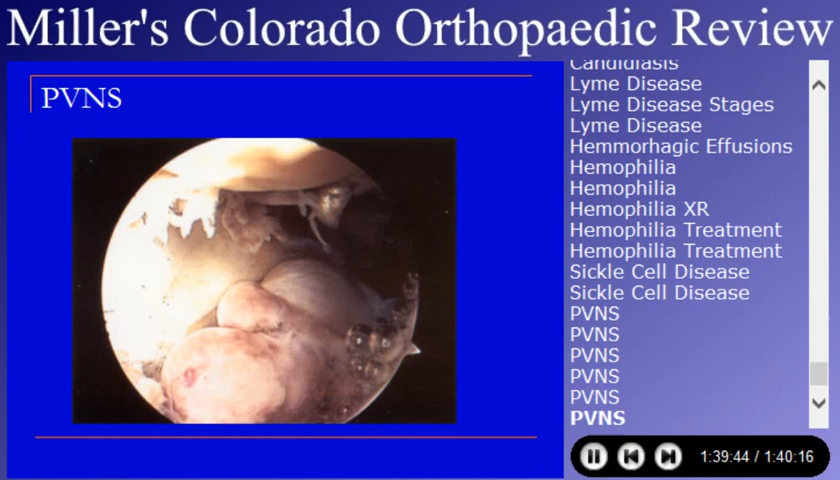 Miller's Colorado Orthopaedic Review
PVNS
Candidiasis
Lyme Disease
Lyme Disease Stages
Lyme Disease
Hemmorhagic Effusions
Hemophilia
Hemophilia
Hemophilia XR
Hemophilia Treatment
Hemophilia Treatment
Sickle Cell Disease
Sickle Cell Disease
PVNS
PVNS
PVNS
PVNS
PVNS
PVNS
1:39:44 / 1:40:16